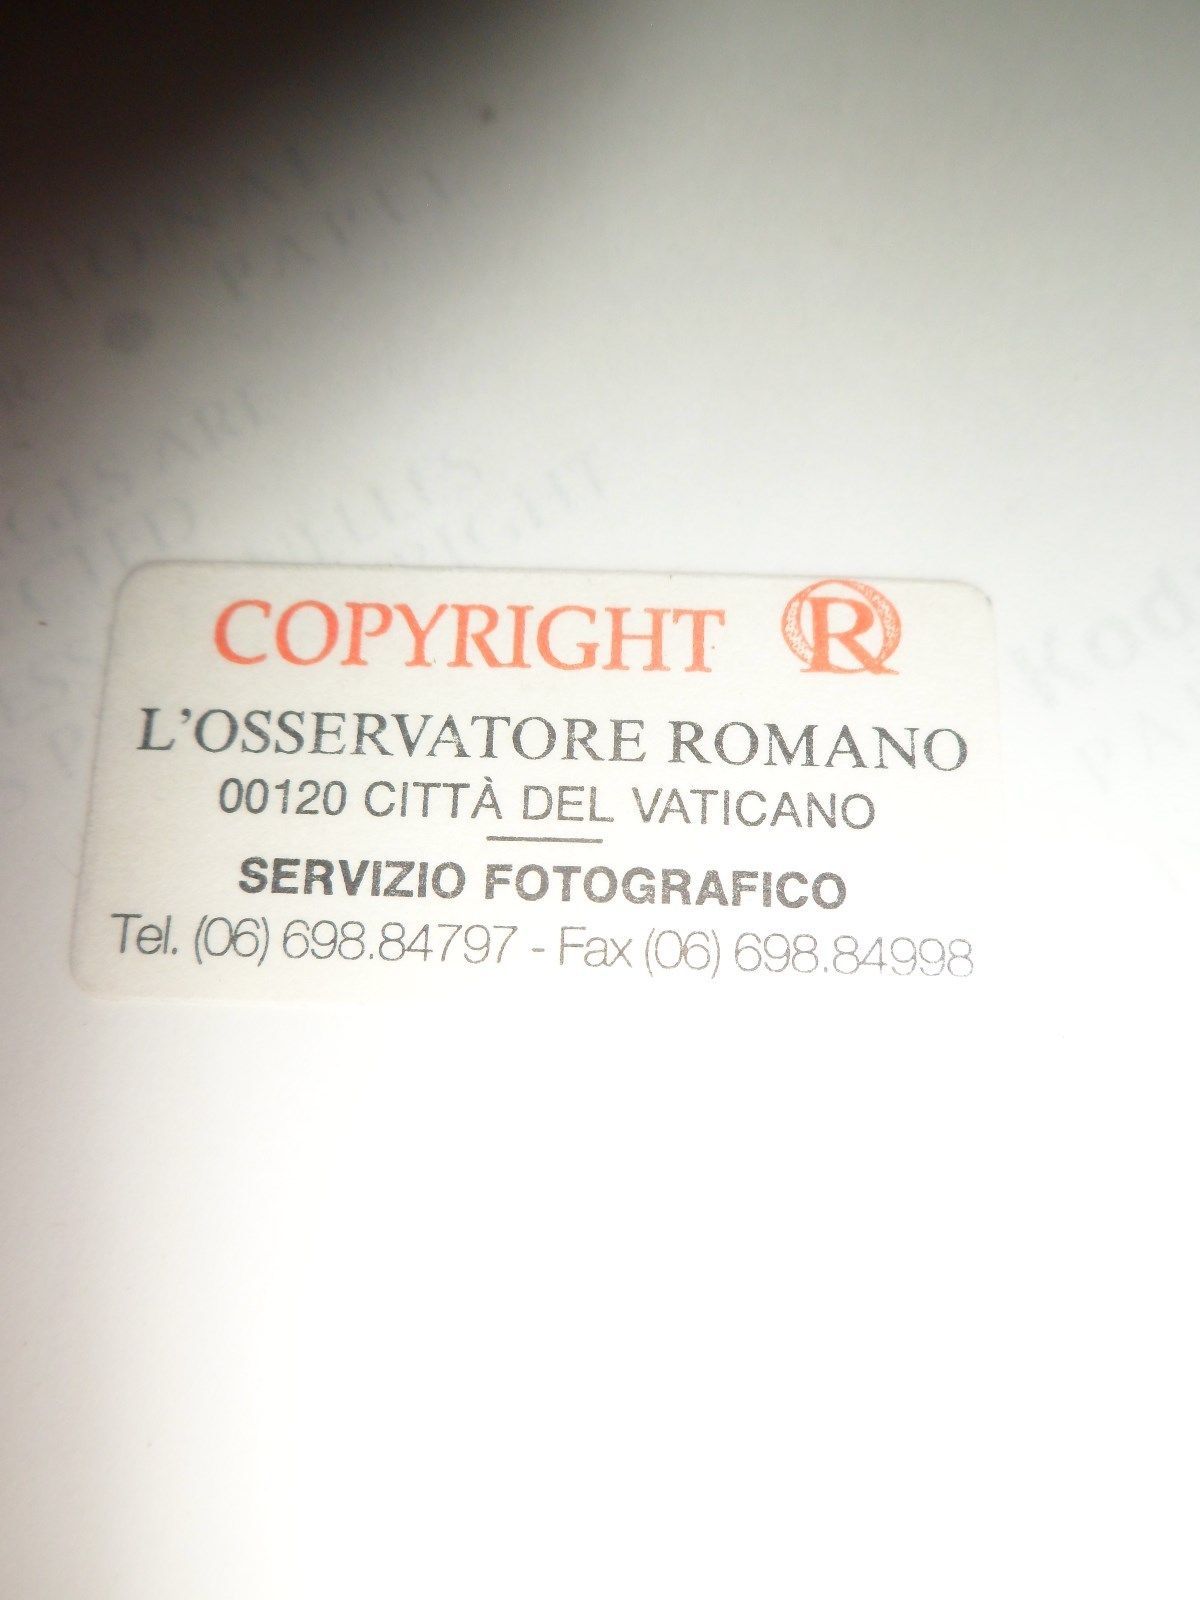 COPYRIGHT R
L'OSSERVATORE ROMANO
00120 CITTÀ DEL VATICANO
SERVIZIO FOTOGRAFICO
Tel. (06) 698.84797 - Fax (06) 698.84998